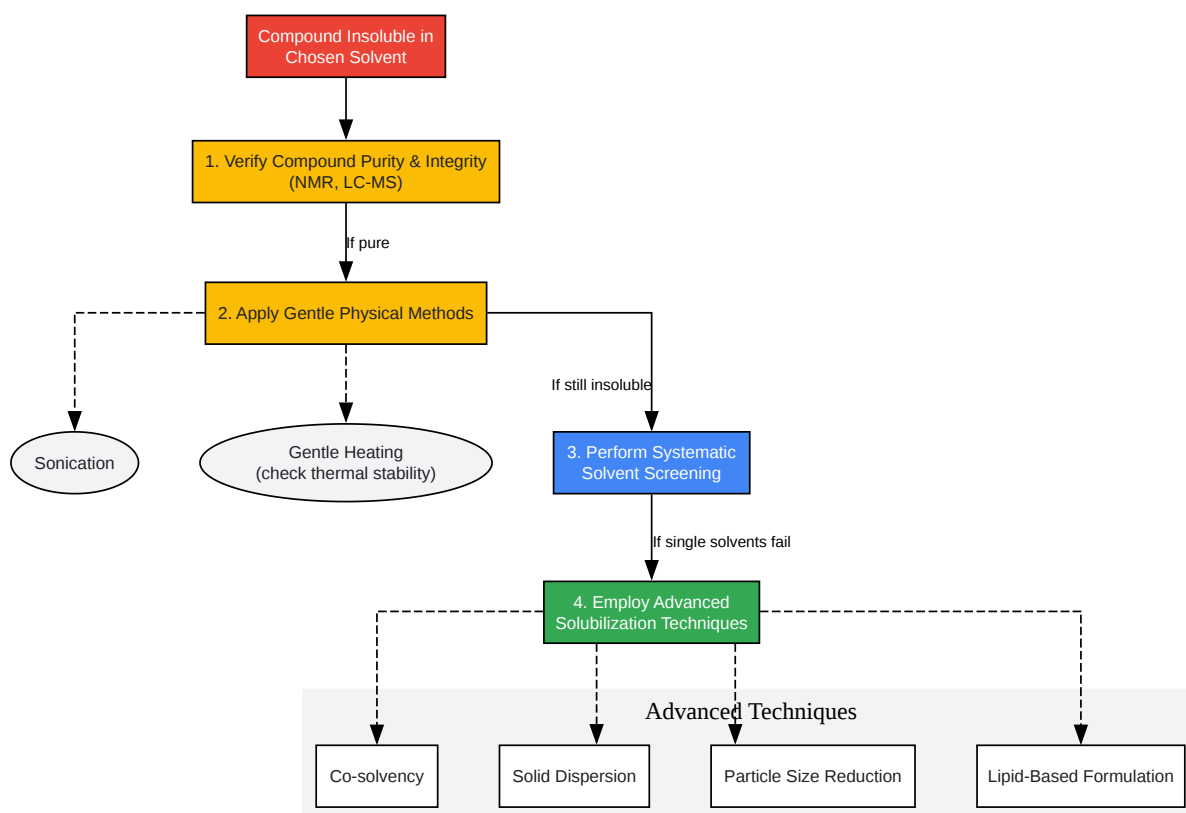 Compound Insoluble in
Chosen Solvent
1. Verify Compound Purity & Integrity
(NMR, LC-MS)
If pure
2. Apply Gentle Physical Methods
If still insoluble
Sonication
Gentle Heating
(check thermal stability)
3. Perform Systematic
Solvent Screening
If single solvents fail
4. Employ Advanced
Solubilization Techniques
Advanced Techniques
Co-solvency
Solid Dispersion
Particle Size Reduction
Lipid-Based Formulation